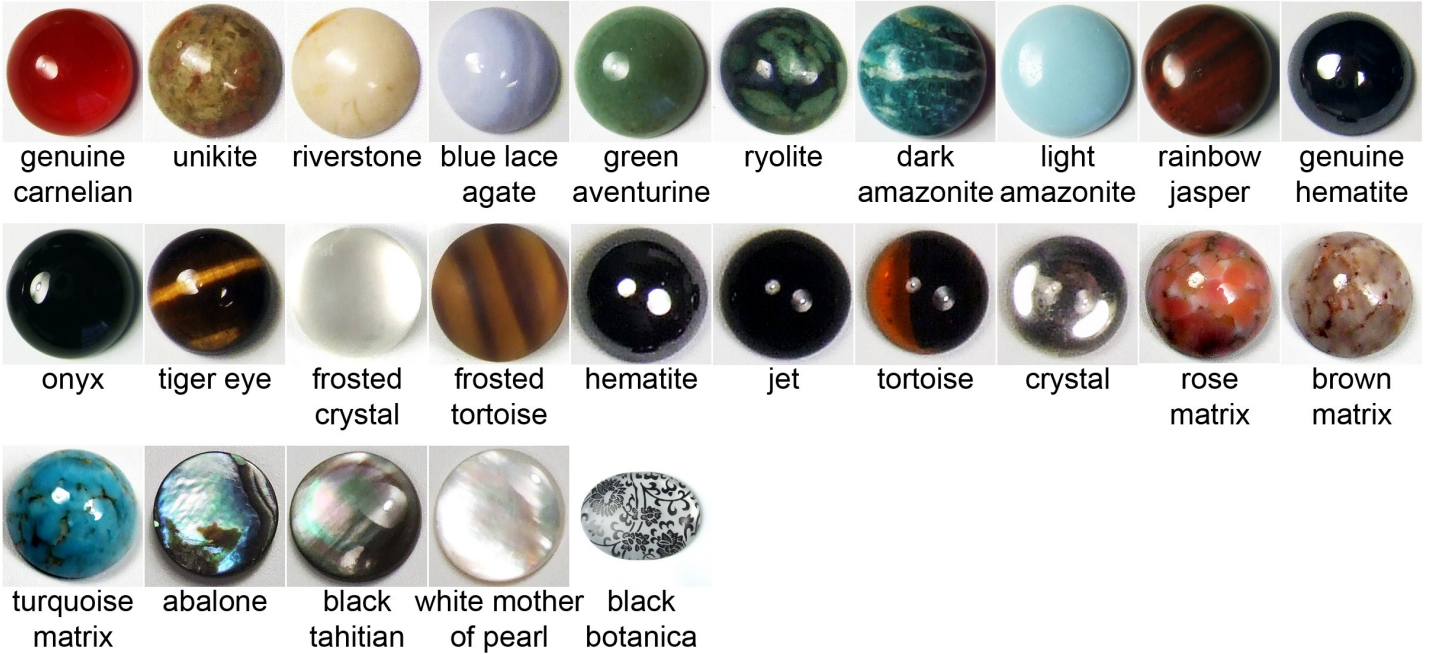 genuine unikite riverstone blue lace green ryolite dark light rainbow genuine
carnelian agate aventurine amazonite amazonite jasper hematite
onyx tiger eye frosted frosted hematite jet tortoise crystal rose brown
crystal tortoise matrix matrix
turquoise abalone black white mother black
matrix tahitian of pearl botanica